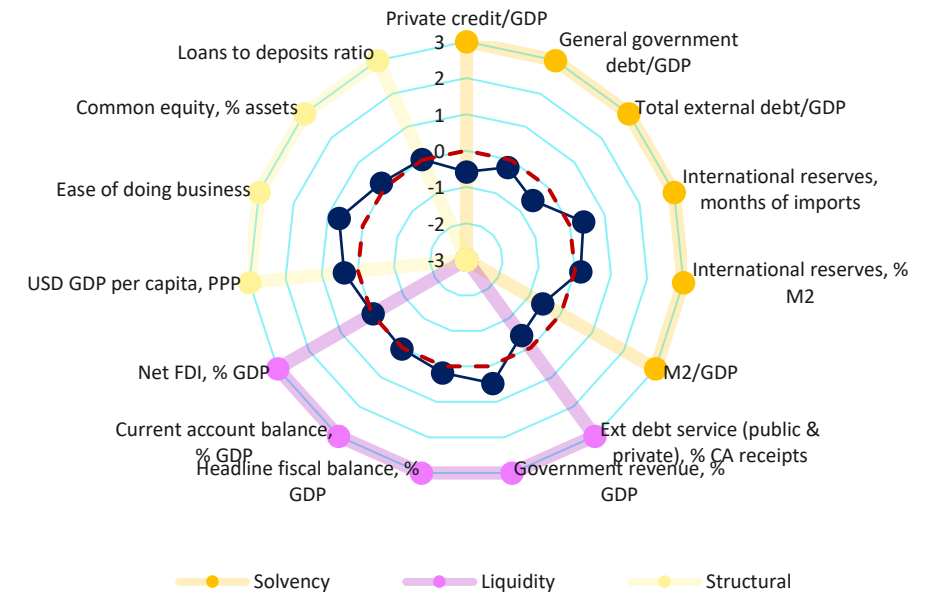 Private credit/GDP
General government
debt/GDP
Total external debt/GDP
International reserves,
months of imports
International reserves, %
M2
M2/GDP
Ext debt service (public &
private), % CA receipts
Government revenue, %
GDP
Headline fiscal balance, %
GDP
Current account balance,
% GDP
Net FDI, % GDP
USD GDP per capita, PPP
Ease of doing business
Common equity, % assets
Loans to deposits ratio
3
2
1
0
-1
-2
-3
Solvency
Liquidity
Structural